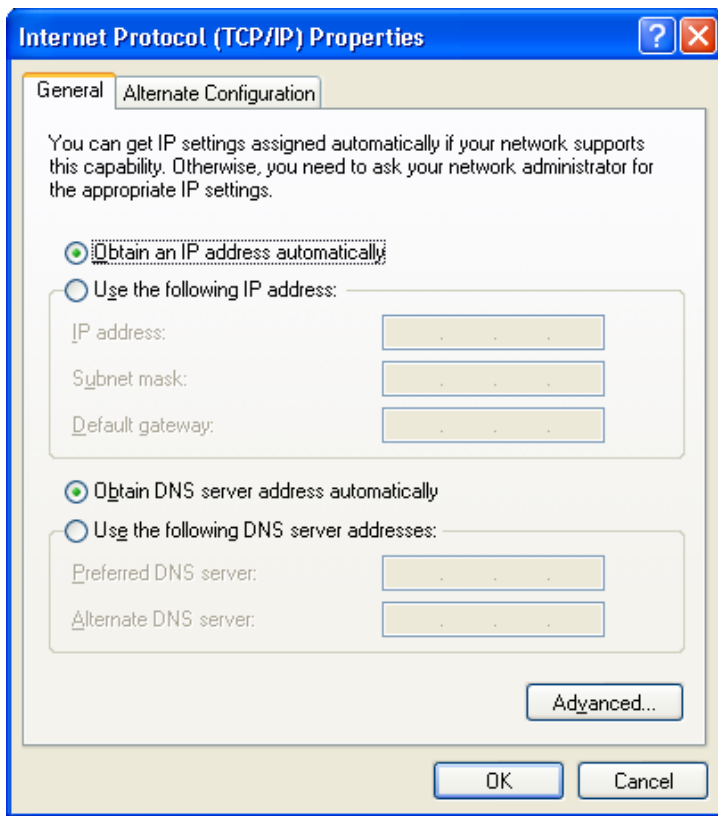 Internet Protocol (TCP/IP) Properties
General
Alternate Configuration
You can get IP settings assigned automatically if your network supports
this capability. Otherwise, you need to ask your network administrator for
the appropriate IP settings.
Obtain an IP address automatically
Use the following IP address:
IP address:
Subnet mask:
Default gateway:
Obtain DNS server address automatically
Use the following DNS server addresses:
Preferred DNS server:
Alternate DNS server:
Advanced...
OK
Cancel